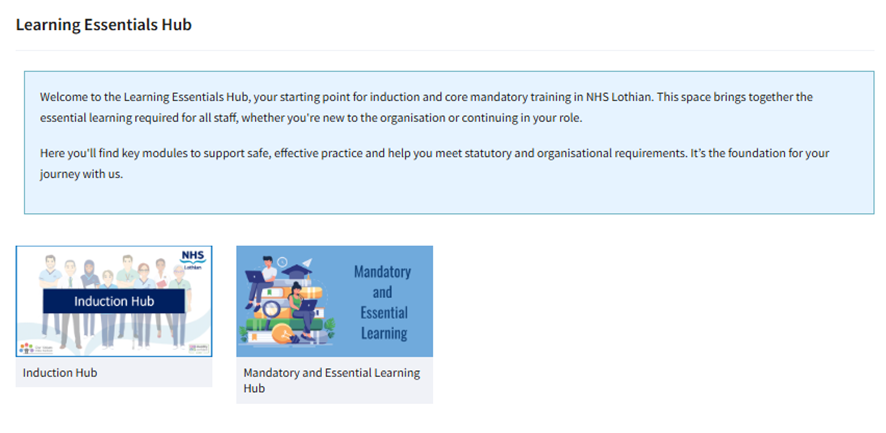 Learning Essentials Hub
Welcome to the Learning Essentials Hub, your starting point for induction and core mandatory training in NHS Lothian. This space brings together the
essential learning required for all staff, whether you're new to the organisation or continuing in your role.
Here you'll find key modules to support safe, effective practice and help you meet statutory and organisational requirements. It's the foundation for your
journey with us.
NHS
Lothian
Induction Hub
Mandatory
and
Essential
Learning
Induction Hub
Mandatory and Essential Learning
Hub